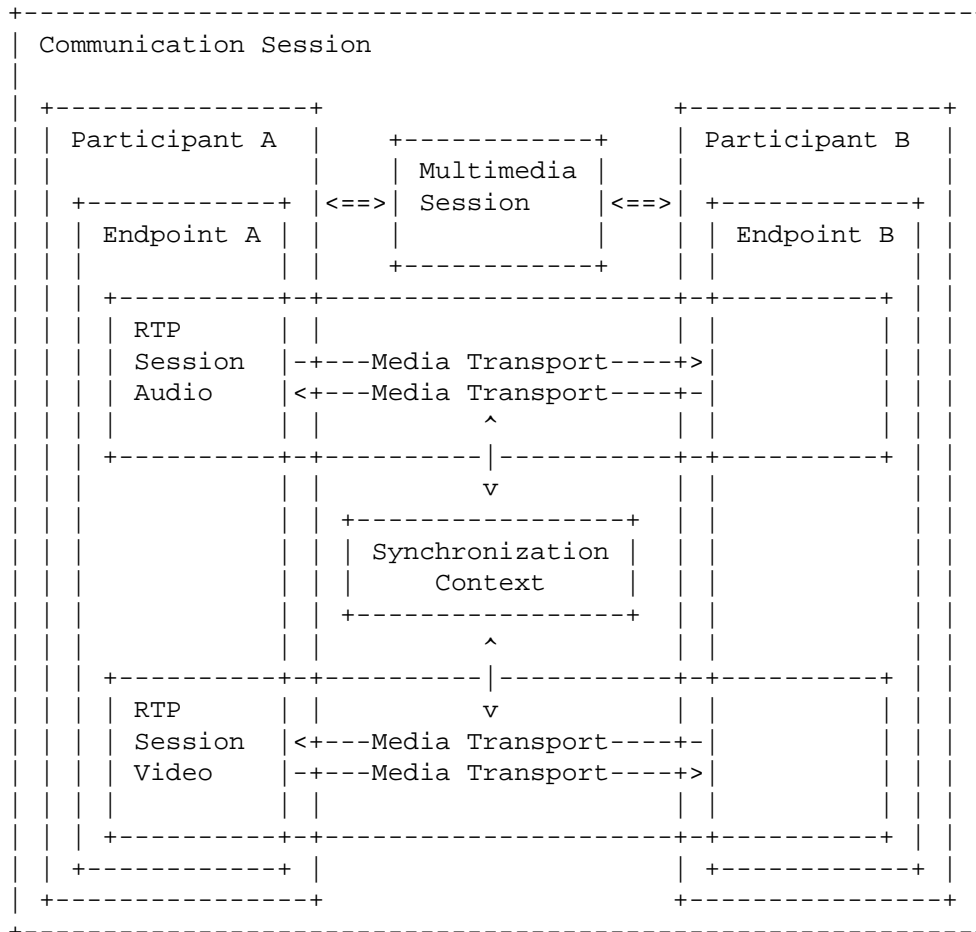 Communication Session
Participant A Participant B
Multimedia
Session
Endpoint A Endpoint B
RTP
Session Media Transport
Audio Media Transport
Synchronization
Context
RTP
Session Media Transport
Video Media Transport